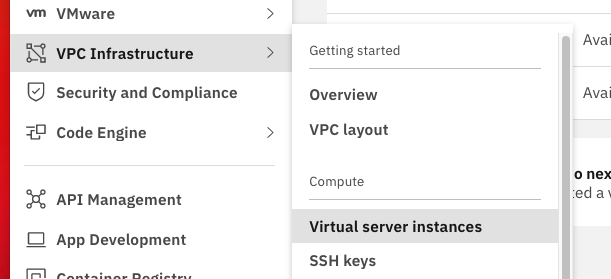 vm VMware
VPC Infrastructure
Security and Compliance
Code Engine
API Management
App Development
Container Registry
Getting started
Overview
VPC layout
Compute
Virtual server instances
SSH keys
Avai
Avai
o nex
ted a v